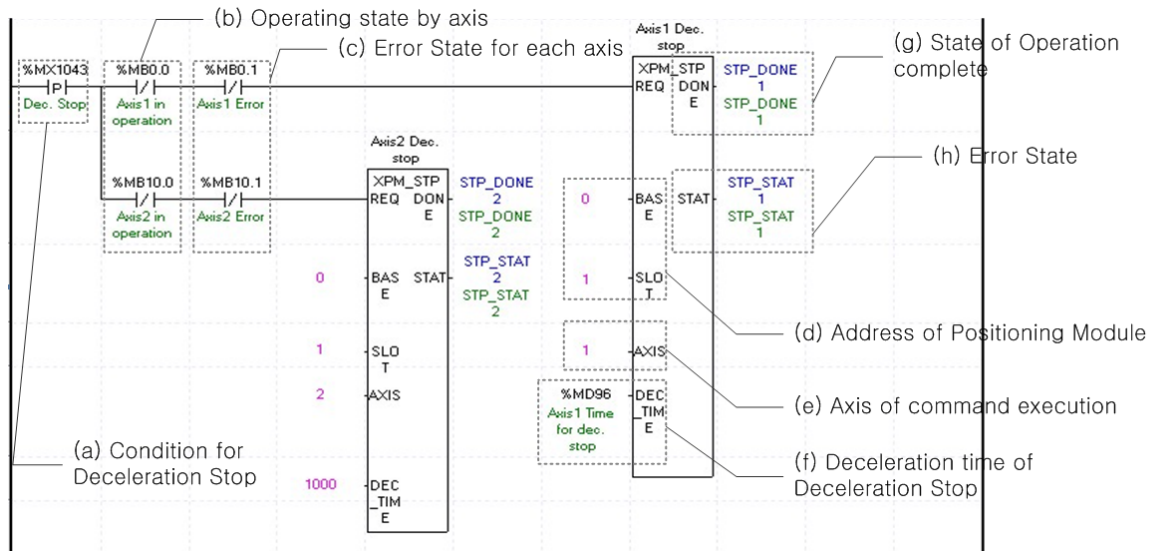 (b) Operating state by axis
(c) Error State for each axis
Axis1 Dec.
stop
(g) State of Operation
complete
%MX1043
P
Dec. Stop
%MB0.0
Axis1 in
operation
%MB0.1
Axis1 Error
XPM_STP
REQ DON
E
STP_DONE
1
STP_DONE
1
Axis2 Dec.
stop
(h) Error State
%MB10.0
Axis2 in
operation
%MB10.1
Axis2 Error
XPM_STP
REQ DON
E
STP_DONE
2
STP_DONE
2
0
BAS STAT
E
STP_STAT
1
STP_STAT
1
0
BAS STAT
E
STP_STAT
2
STP_STAT
2
1
SLO
T
(d) Address of Positioning Module
1
SLO
T
1
AXIS
2
AXIS
%MD96
Axis1 Time
for dec.
stop
DEC
_TIM
E
(e) Axis of command execution
(a) Condition for
Deceleration Stop
(f) Deceleration time of
Deceleration Stop
1000
DEC
_TIM
E